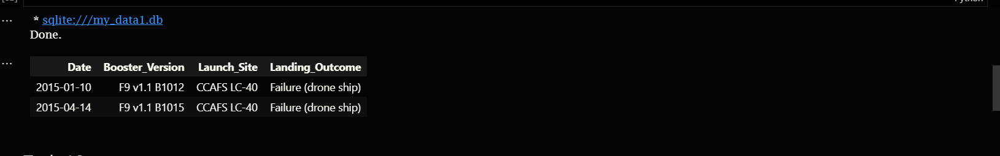 * sqlite:///my_data1.db
Done.
Date Booster_Version Launch_Site Landing_Outcome
2015-01-10 F9 v1.1 B1012 CCAFS LC-40 Failure (drone ship)
2015-04-14 F9 v1.1 B1015 CCAFS LC-40 Failure (drone ship)